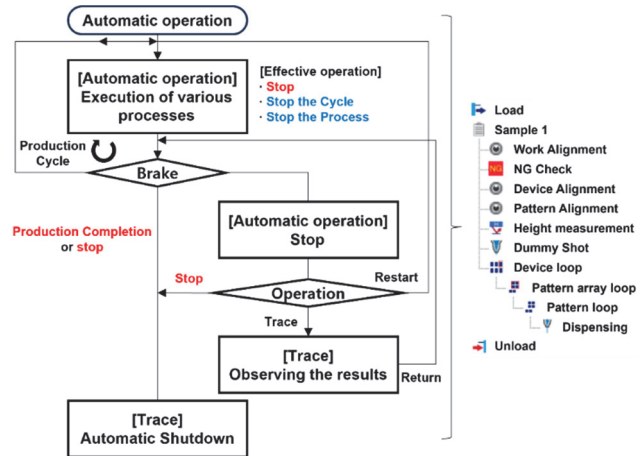 Automatic operation
[Automatic operation]
Execution of various
processes
[Effective operation]
· Stop
· Stop the Cycle
· Stop the Process
Production
Cycle
Brake
Production Completion
or stop
[Automatic operation]
Stop
Stop
Restart
Operation
Trace
[Trace]
Observing the results
Return
[Trace]
Automatic Shutdown
Load
Sample 1
Work Alignment
NG
NG Check
Device Alignment
Pattern Alignment
Height measurement
Dummy Shot
Device loop
Pattern array loop
Pattern loop
Dispensing
Unload